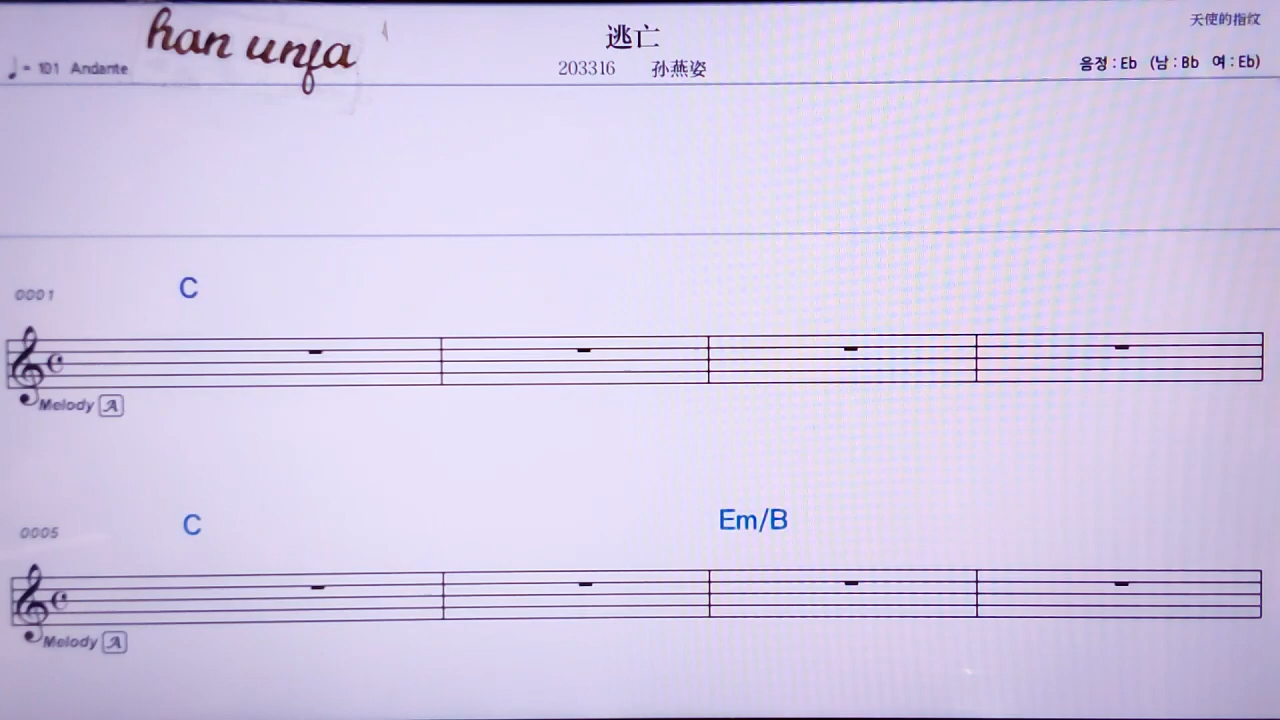 han unfa
天使的指纹
逃亡
♩= 101 Andante
203316 孙燕姿
음정 : Eb (남 : Bb 여 : Eb)
0001 C
Melody A
0005 C Em/B
Melody A